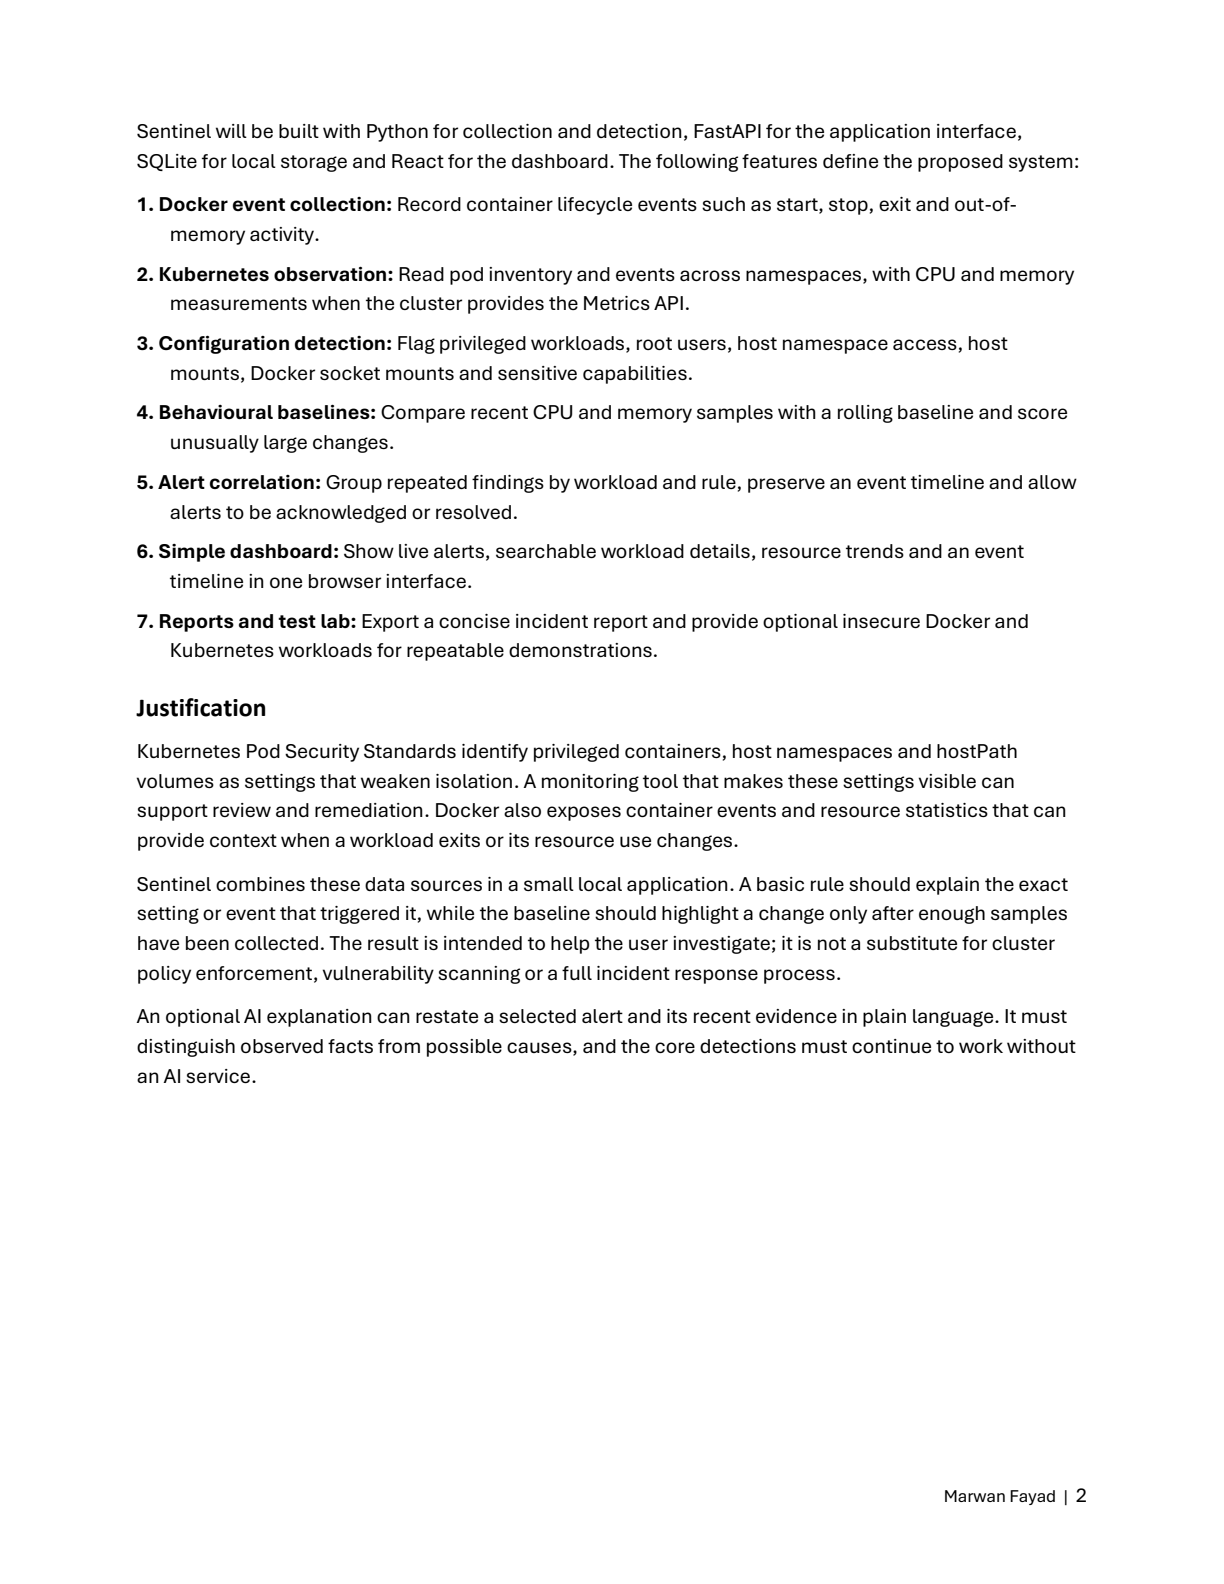 Sentinel will be built with Python for collection and detection, FastAPI for the application interface,
SQLite for local storage and React for the dashboard. The following features define the proposed system:
1. Docker event collection: Record container lifecycle events such as start, stop, exit and out-of-
memory activity.
2. Kubernetes observation: Read pod inventory and events across namespaces, with CPU and memory
measurements when the cluster provides the Metrics API.
3. Configuration detection: Flag privileged workloads, root users, host namespace access, host
mounts, Docker socket mounts and sensitive capabilities.
4. Behavioural baselines: Compare recent CPU and memory samples with a rolling baseline and score
unusually large changes.
5. Alert correlation: Group repeated findings by workload and rule, preserve an event timeline and allow
alerts to be acknowledged or resolved.
6. Simple dashboard: Show live alerts, searchable workload details, resource trends and an event
timeline in one browser interface.
7. Reports and test lab: Export a concise incident report and provide optional insecure Docker and
Kubernetes workloads for repeatable demonstrations.
Justification
Kubernetes Pod Security Standards identify privileged containers, host namespaces and hostPath
volumes as settings that weaken isolation. A monitoring tool that makes these settings visible can
support review and remediation. Docker also exposes container events and resource statistics that can
provide context when a workload exits or its resource use changes.
Sentinel combines these data sources in a small local application. A basic rule should explain the exact
setting or event that triggered it, while the baseline should highlight a change only after enough samples
have been collected. The result is intended to help the user investigate; it is not a substitute for cluster
policy enforcement, vulnerability scanning or a full incident response process.
An optional AI explanation can restate a selected alert and its recent evidence in plain language. It must
distinguish observed facts from possible causes, and the core detections must continue to work without
an AI service.
Marwan Fayad | 2